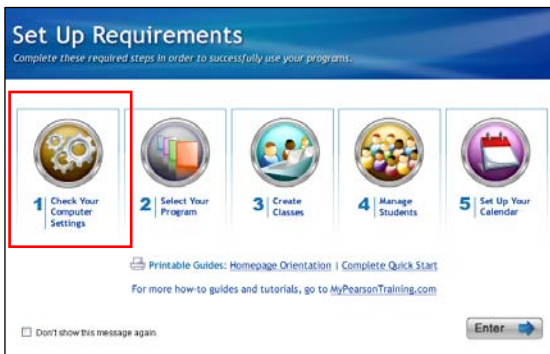 Set Up Requirements
Complete these required steps in order to successfully use your programs.
1 Check Your Computer Settings
2 Select Your Program
3 Create Classes
4 Manage Students
5 Set Up Your Calendar
Printable Guides: Homepage Orientation | Complete Quick Start
For more how-to guides and tutorials, go to MyPearsonTraining.com
Don't show this message again.
Enter